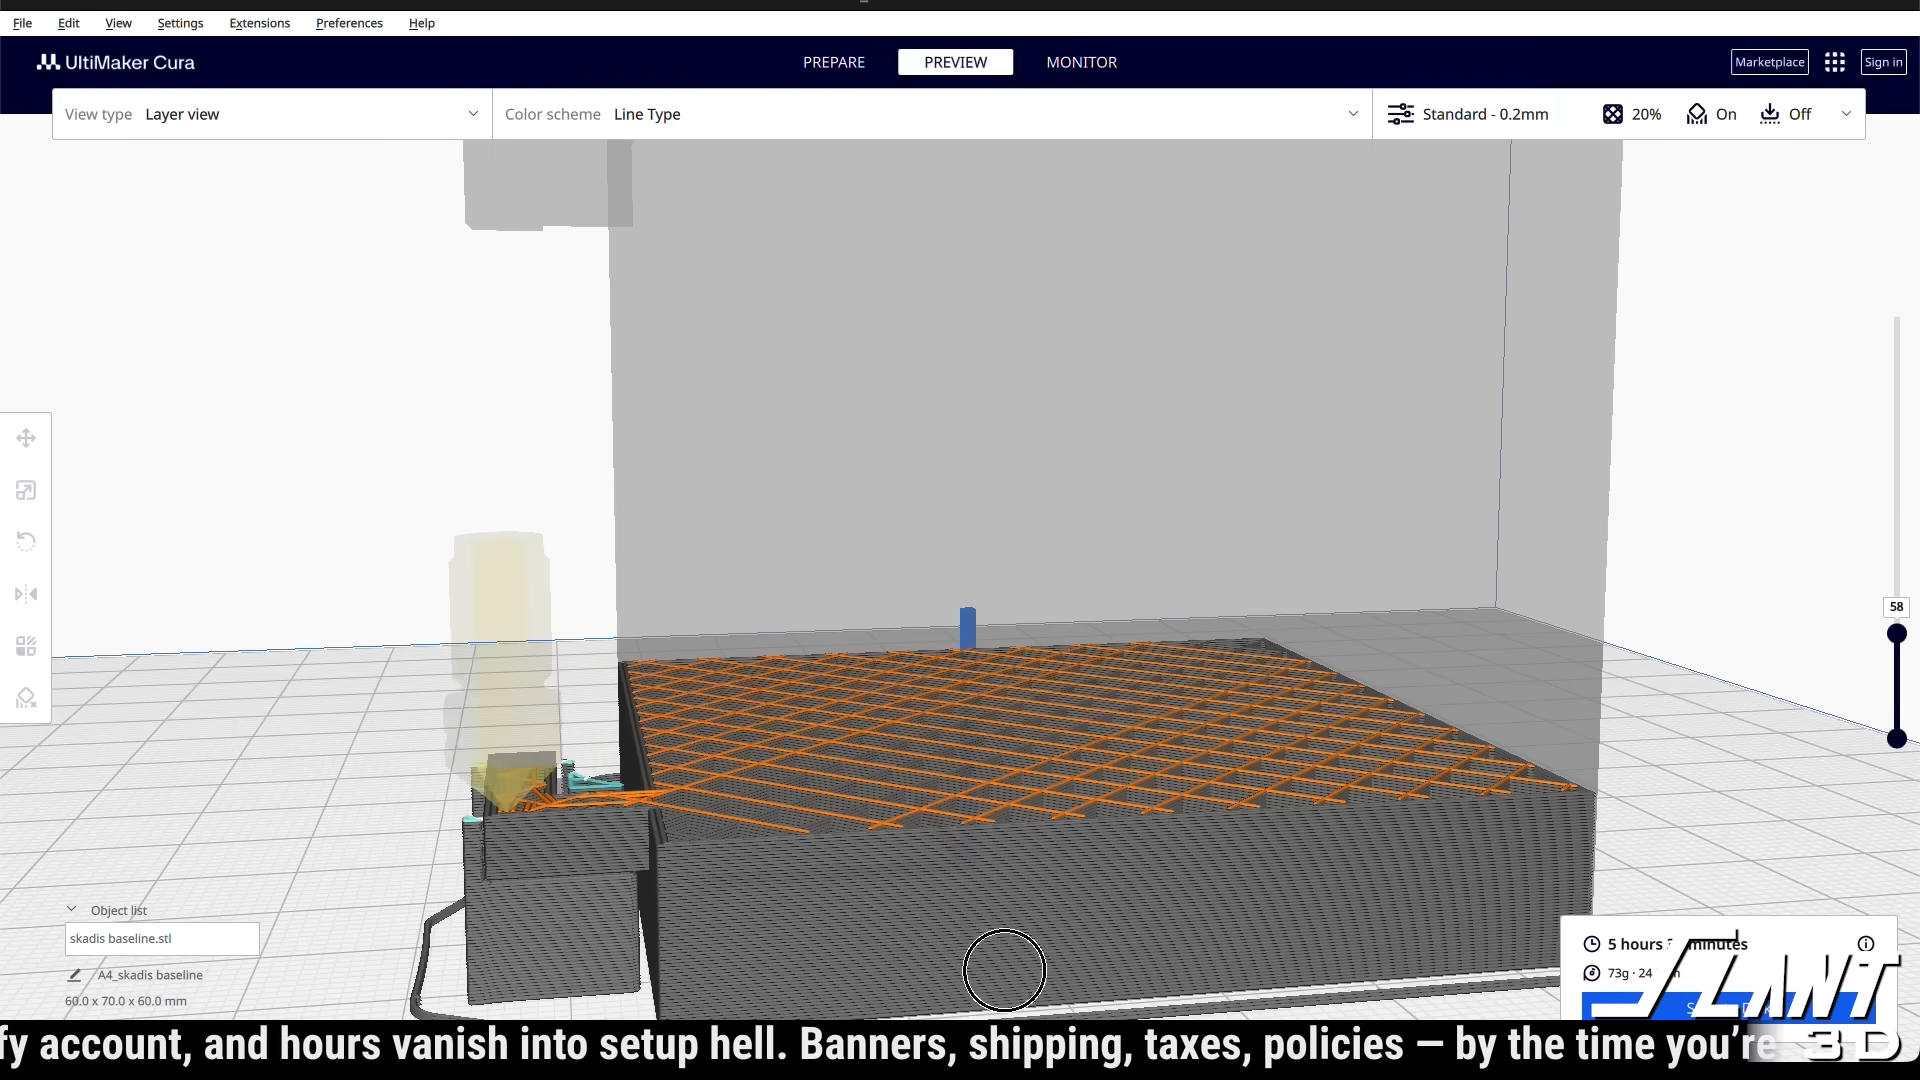 File Edit View Settings Extensions Preferences Help
UltiMaker Cura PREPARE PREVIEW MONITOR Marketplace Sign in
View type Layer view Color scheme Line Type Standard - 0.2mm 20% On Off
58
Object list
skadis baseline.stl
A4_skadis baseline
60.0 x 70.0 x 60.0 mm
5 hours minutes
73g · 24
SLANT
3D
fy account, and hours vanish into setup hell. Banners, shipping, taxes, policies — by the time you're